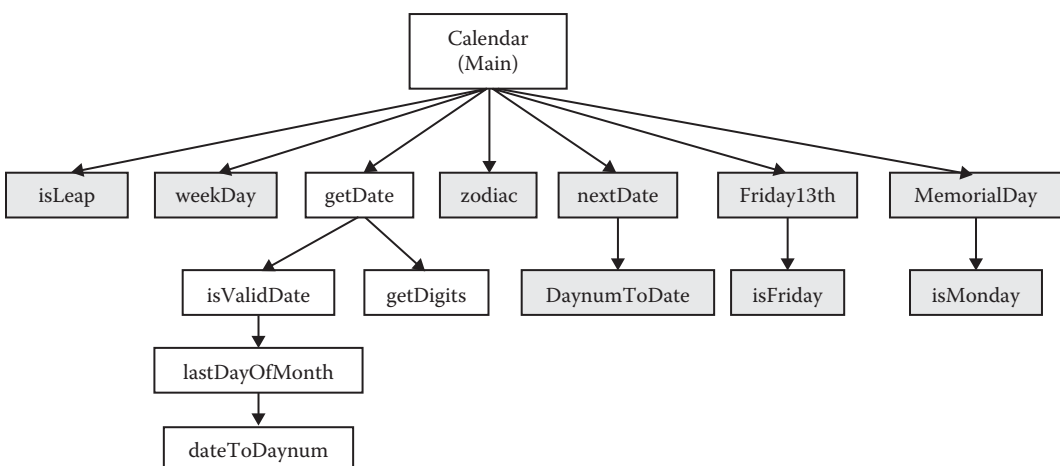 Calendar
(Main)
isLeap
weekDay
getDate
zodiac
nextDate
Friday13th
MemorialDay
isValidDate
getDigits
DaynumToDate
isFriday
isMonday
lastDayOfMonth
dateToDaynum